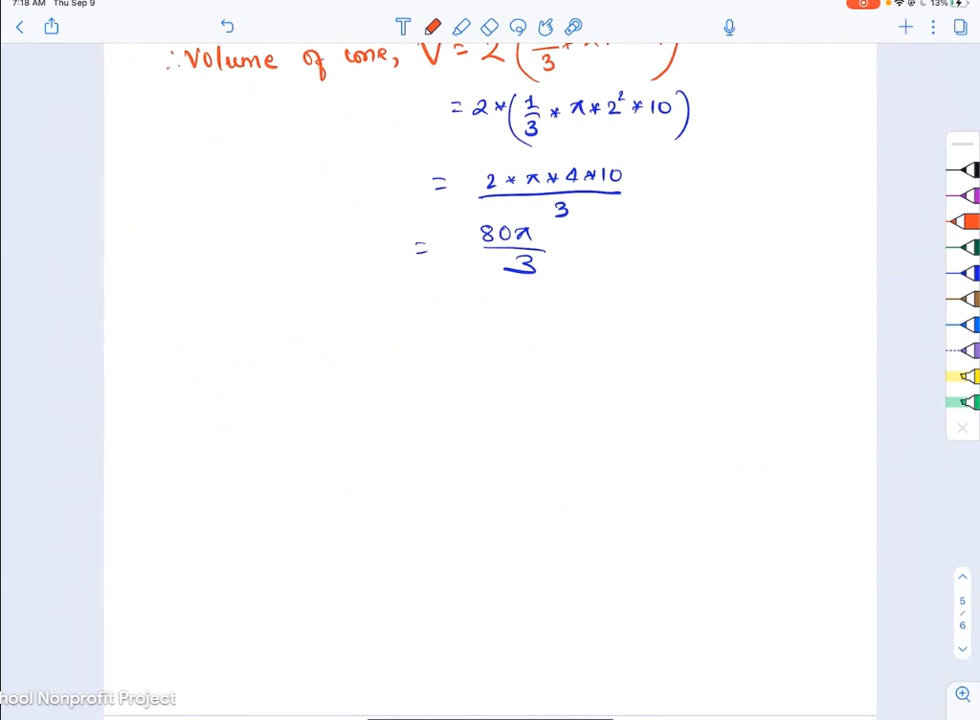 7:18 AM Thu Sep 9
13%
T
∴ Volume of cone, V = 2 (
3
= 2 * ( 1/3 * π * 2² * 10 )
= 2 * π * 4 * 10 / 3
= 80π / 3
5
/
6
hool Nonprofit Project